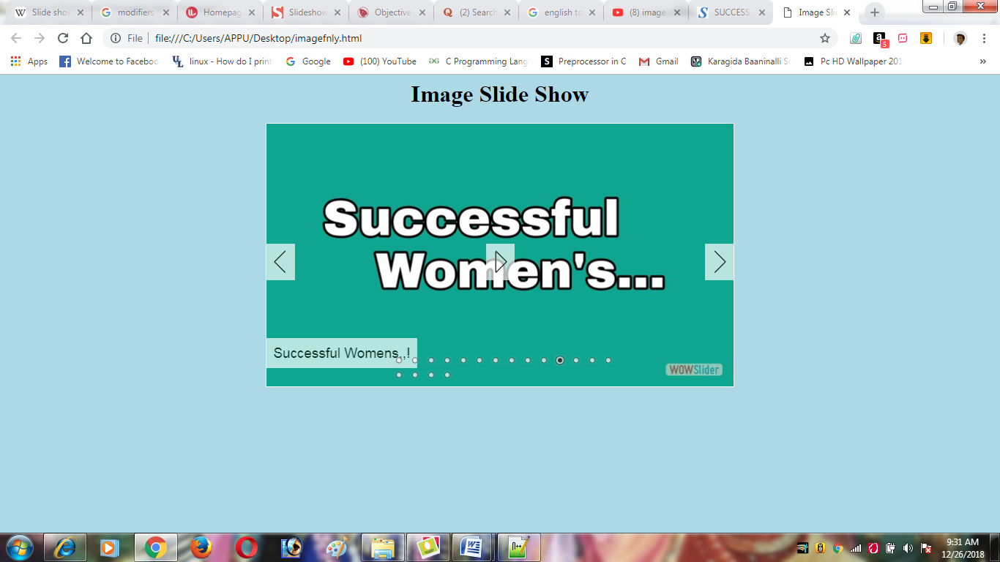 Slide sho
modifiers
Homepag
Slideshow
Objective
(2) Search
english to
(8) image
SUCCESS
Image Sli
File
file:///C:/Users/APPU/Desktop/imagefnly.html
5
Apps
Welcome to Faceboo
linux - How do I print
Google
(100) YouTube
C Programming Lang
Preprocessor in C
Gmail
Karagida Baaninalli S
Pc HD Wallpaper 201
»
Image Slide Show
Successful
Women's...
Successful Womens,,!
WOWSlider
9:31 AM
12/26/2018